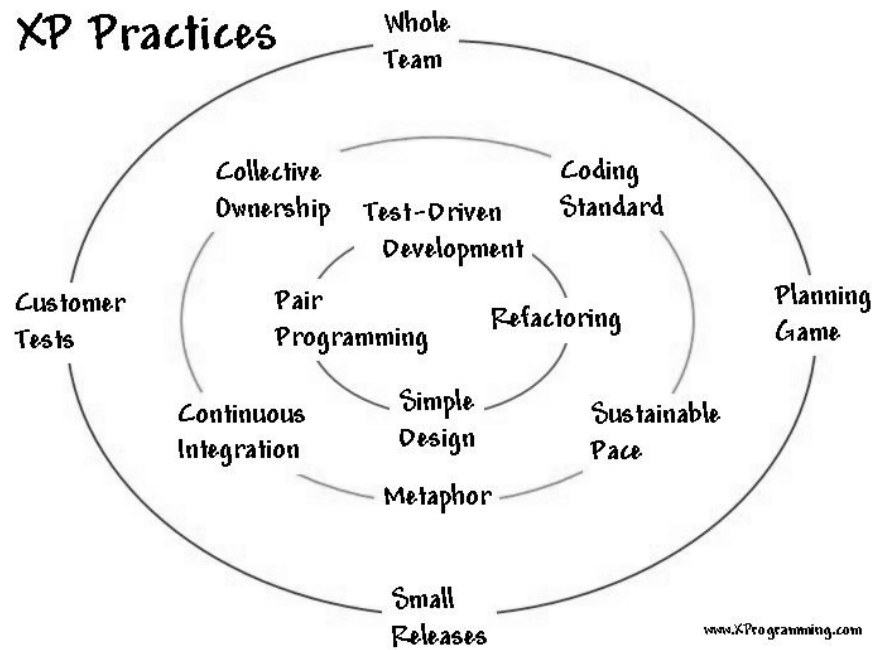 XP Practices
Whole
Team
Collective
Ownership
Coding
Standard
Test-Driven
Development
Customer
Tests
Pair
Programming
Refactoring
Planning
Game
Continuous
Integration
Simple
Design
Sustainable
Pace
Metaphor
Small
Releases
www.XProgramming.com